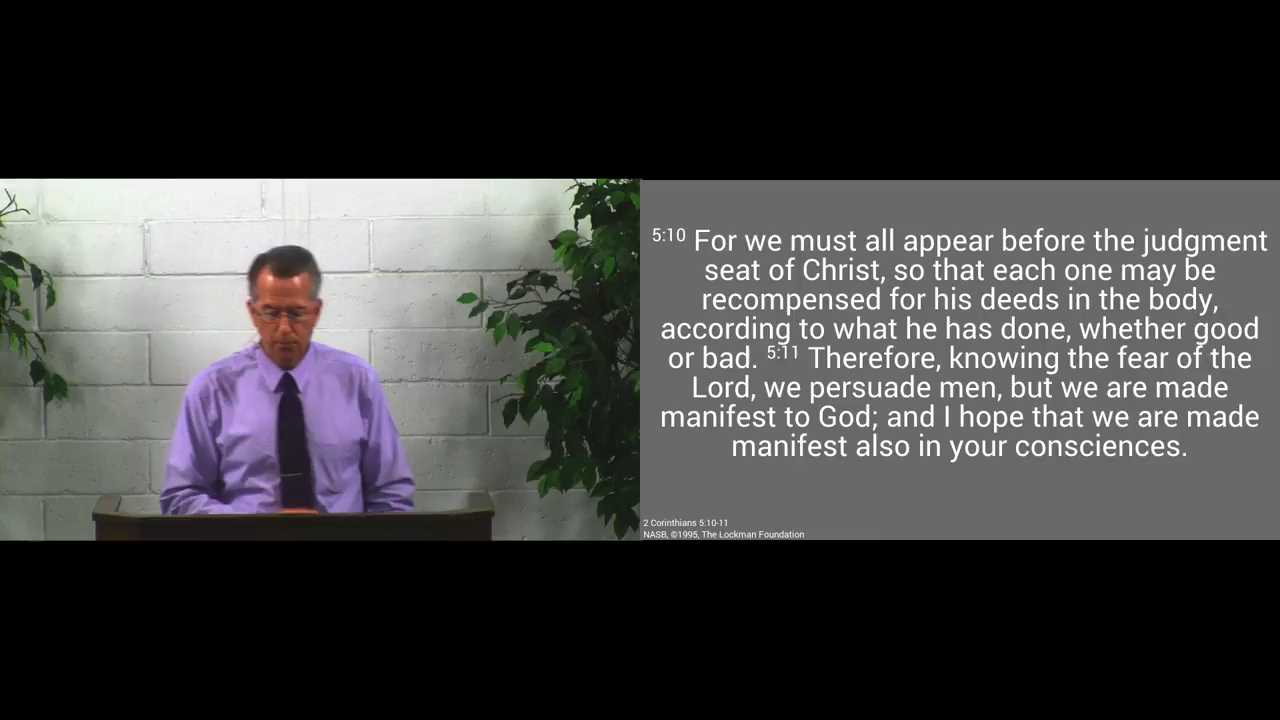 5:10 For we must all appear before the judgment
seat of Christ, so that each one may be
recompensed for his deeds in the body,
according to what he has done, whether good
or bad. 5:11 Therefore, knowing the fear of the
Lord, we persuade men, but we are made
manifest to God; and I hope that we are made
manifest also in your consciences.
2 Corinthians 5:10-11
NASB, ©1995, The Lockman Foundation